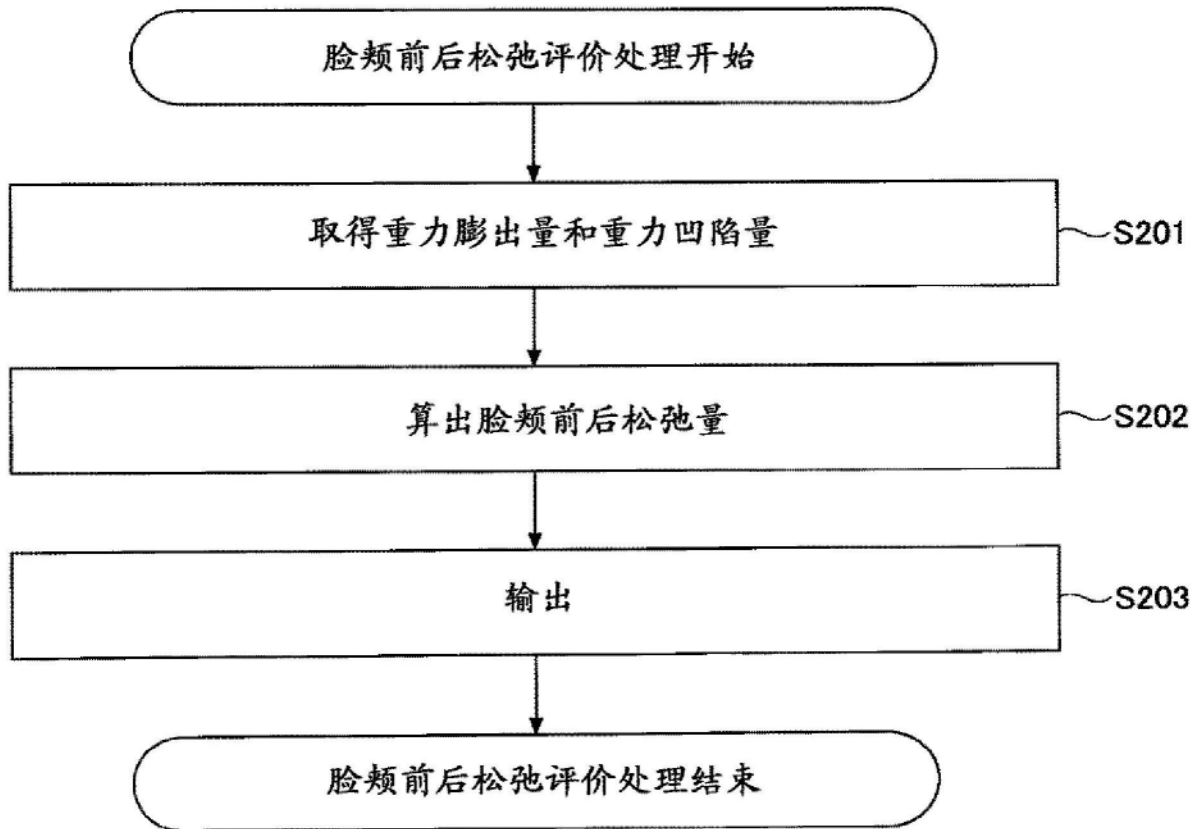 脸颊前后松弛评价处理开始
取得重力膨出量和重力凹陷量
S201
算出脸颊前后松弛量
S202
输出
S203
脸颊前后松弛评价处理结束